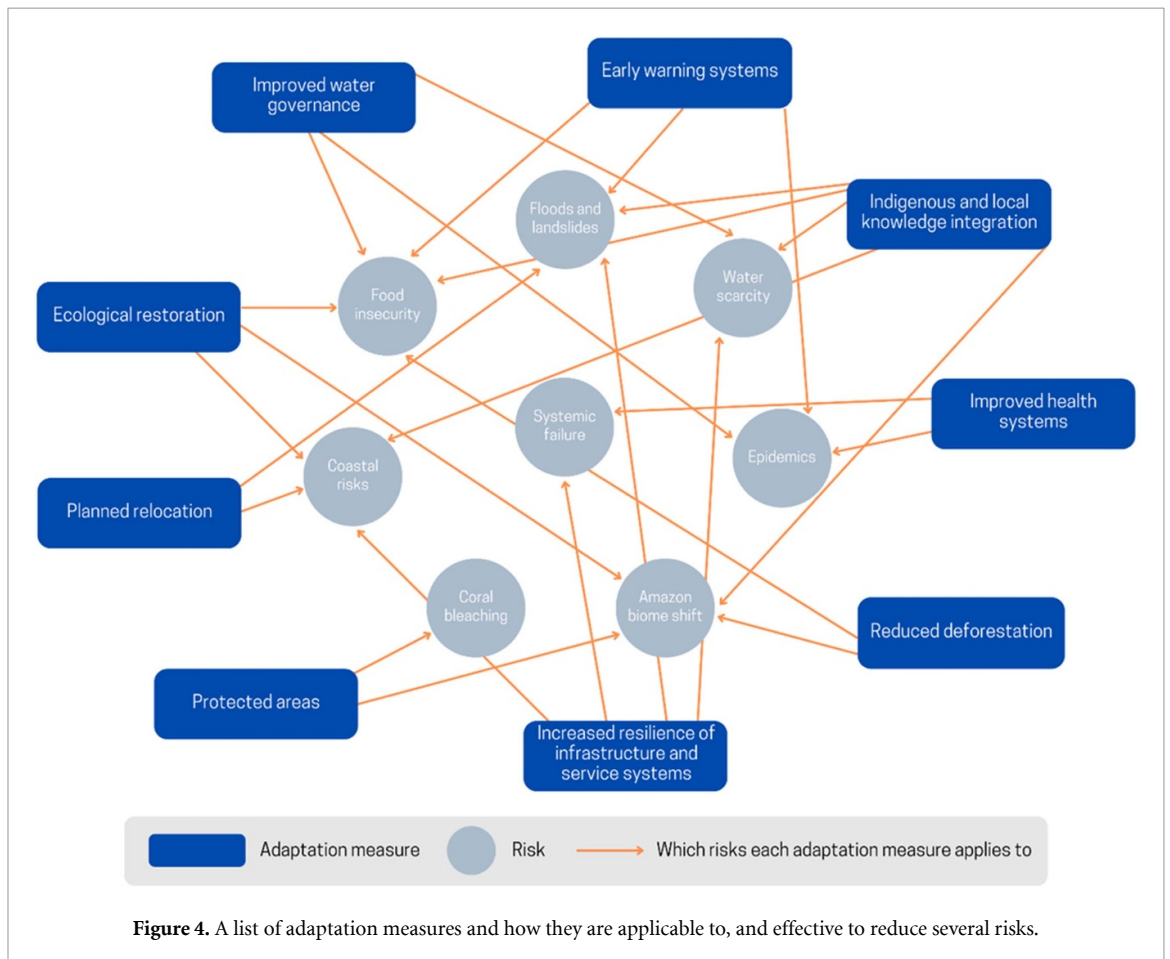 Early warning systems
Improved water
governance
Indigenous and local
knowledge integration
Floods and
landslides
Water
scarcity
Food
insecurity
Ecological restoration
Systemic
failure
Improved health
systems
Epidemics
Coastal
risks
Planned relocation
Coral
bleaching
Amazon
biome shift
Reduced deforestation
Protected areas
Increased resilience of
infrastructure and
service systems
Adaptation measure
Risk
Which risks each adaptation measure applies to
Figure 4. A list of adaptation measures and how they are applicable to, and effective to reduce several risks.